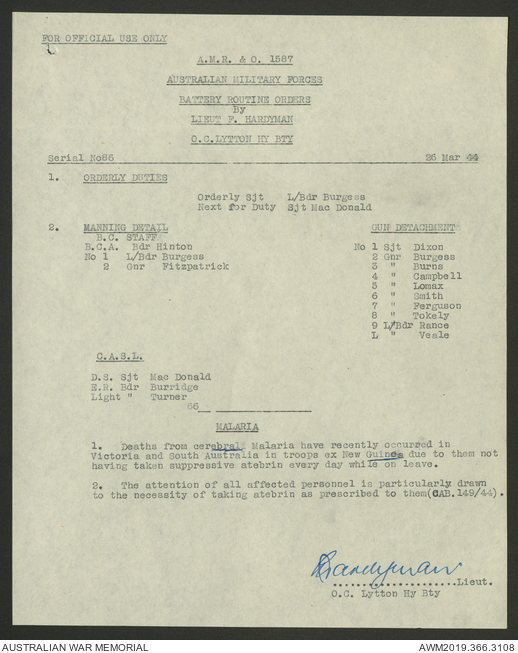 FOR OFFICIAL USE ONLY
A.M.R. & O. 1587
AUSTRALIAN MILITARY FORCES
BATTERY ROUTINE ORDERS
By
LIEUT F. HARDYMAN
O.C.LYTTON HY BTY
Serial No86 26 Mar 44
1. ORDERLY DUTIES
Orderly Sjt L/Bdr Burgess
Next for Duty Sjt Mac Donald
2. MANNING DETAIL
B.C. STAFF
B.C.A. Bdr Hinton
No 1 L/Bdr Burgess
2 Gnr Fitzpatrick
GUN DETACHMENT
No 1 Sjt Dixon
2 Gnr Burgess
3 " Burns
4 " Campbell
5 " Lomax
6 " Smith
7 " Ferguson
8 " Tokely
9 L/Bdr Rance
L " Veale
C.A.S.L.
D.S. Sjt Mac Donald
E.R. Bdr Burridge
Light " Turner
66
MALARIA
1. Deaths from cerebral Malaria have recently occurred in
Victoria and South Australia in troops ex New Guinea due to them not
having taken suppressive atebrin every day while on leave.
2. The attention of all affected personnel is particularly drawn
to the necessity of taking atebrin as prescribed to them(CAB.149/44).
Hardyman
....................Lieut.
O.C. Lytton Hy Bty
AUSTRALIAN WAR MEMORIAL AWM2019.366.3108